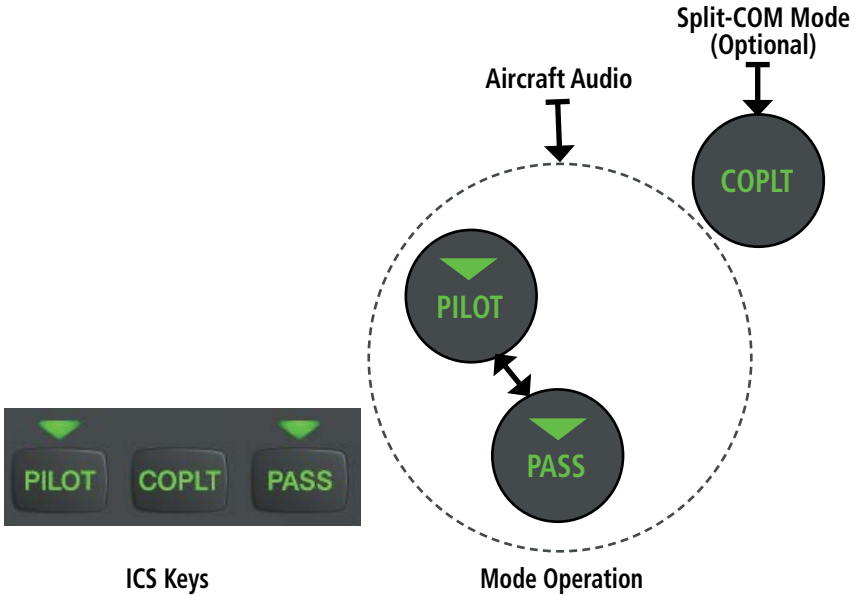 Split-COM Mode
(Optional)
Aircraft Audio
COPLT
PILOT
PASS
PILOT COPLT PASS
ICS Keys
Mode Operation